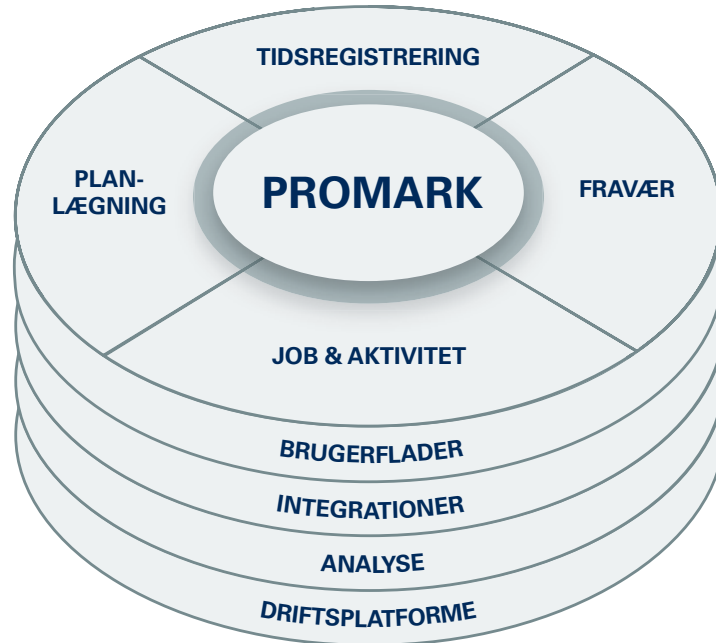 TIDSREGISTRERING
PLAN-
LÆGNING
PROMARK
FRAVÆR
JOB & AKTIVITET
BRUGERFLADER
INTEGRATIONER
ANALYSE
DRIFTSPLATFORME